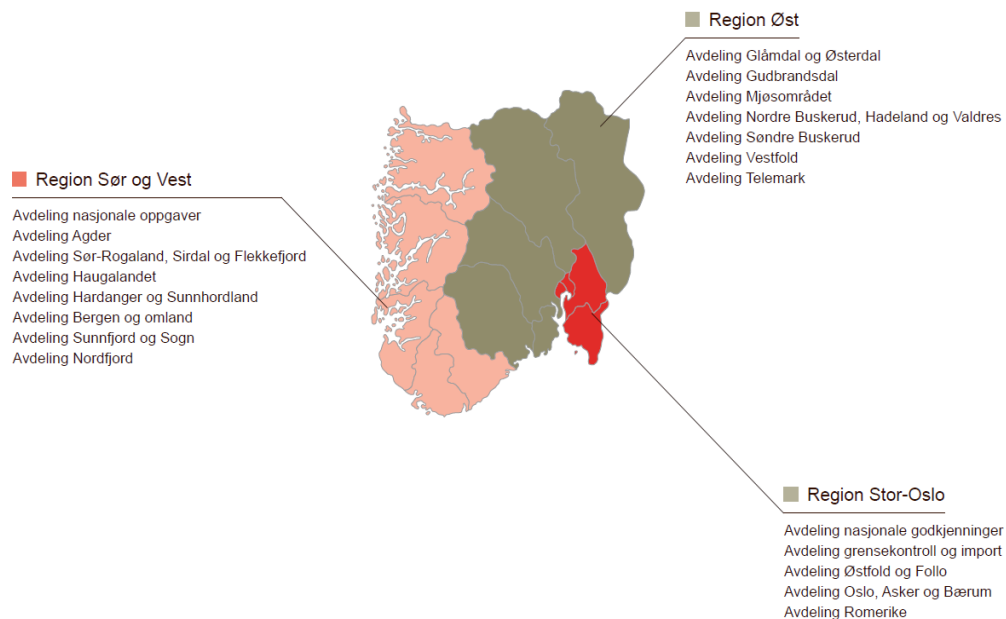 Region Øst
Avdeling Glåmdal og Østerdal
Avdeling Gudbrandsdal
Avdeling Mjøsområdet
Avdeling Nordre Buskerud, Hadeland og Valdres
Avdeling Søndre Buskerud
Avdeling Vestfold
Avdeling Telemark
Region Sør og Vest
Avdeling nasjonale oppgaver
Avdeling Agder
Avdeling Sør-Rogaland, Sirdal og Flekkefjord
Avdeling Haugalandet
Avdeling Hardanger og Sunnhordland
Avdeling Bergen og omland
Avdeling Sunnfjord og Sogn
Avdeling Nordfjord
Region Stor-Oslo
Avdeling nasjonale godkjenninger
Avdeling grensekontroll og import
Avdeling Østfold og Follo
Avdeling Oslo, Asker og Bærum
Avdeling Romerike